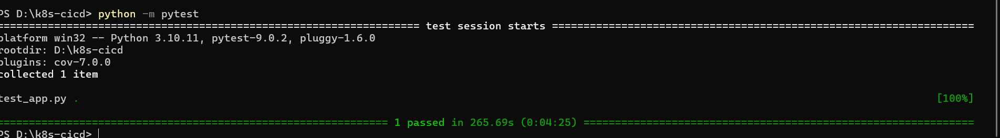 PS D:\k8s-cicd> python -m pytest
============================================================================ test session starts ============================================================================
platform win32 -- Python 3.10.11, pytest-9.0.2, pluggy-1.6.0
rootdir: D:\k8s-cicd
plugins: cov-7.0.0
collected 1 item
test_app.py . [100%]
====================================================================== 1 passed in 265.69s (0:04:25) ======================================================================
PS D:\k8s-cicd>